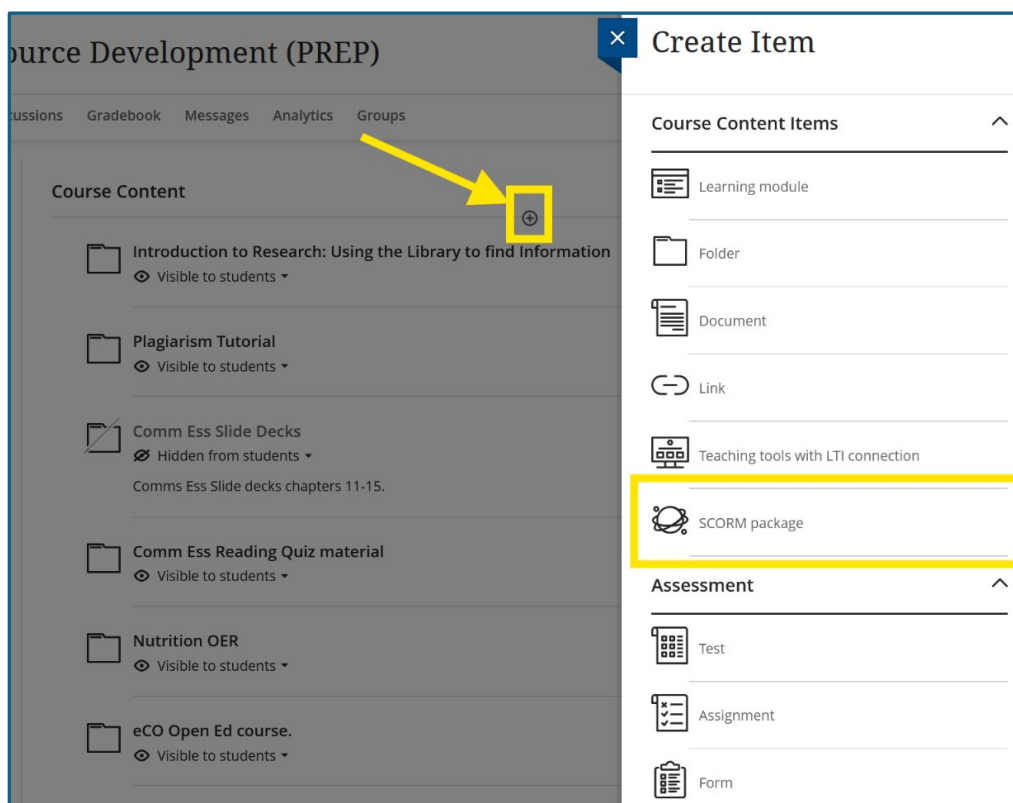 ource Development (PREP)
cussions Gradebook Messages Analytics Groups
Course Content
Introduction to Research: Using the Library to find Information
Visible to students
Plagiarism Tutorial
Visible to students
Comm Ess Slide Decks
Hidden from students
Comms Ess Slide decks chapters 11-15.
Comm Ess Reading Quiz material
Visible to students
Nutrition OER
Visible to students
eCO Open Ed course.
Visible to students
Create Item
Course Content Items
Learning module
Folder
Document
Link
Teaching tools with LTI connection
SCORM package
Assessment
Test
Assignment
Form